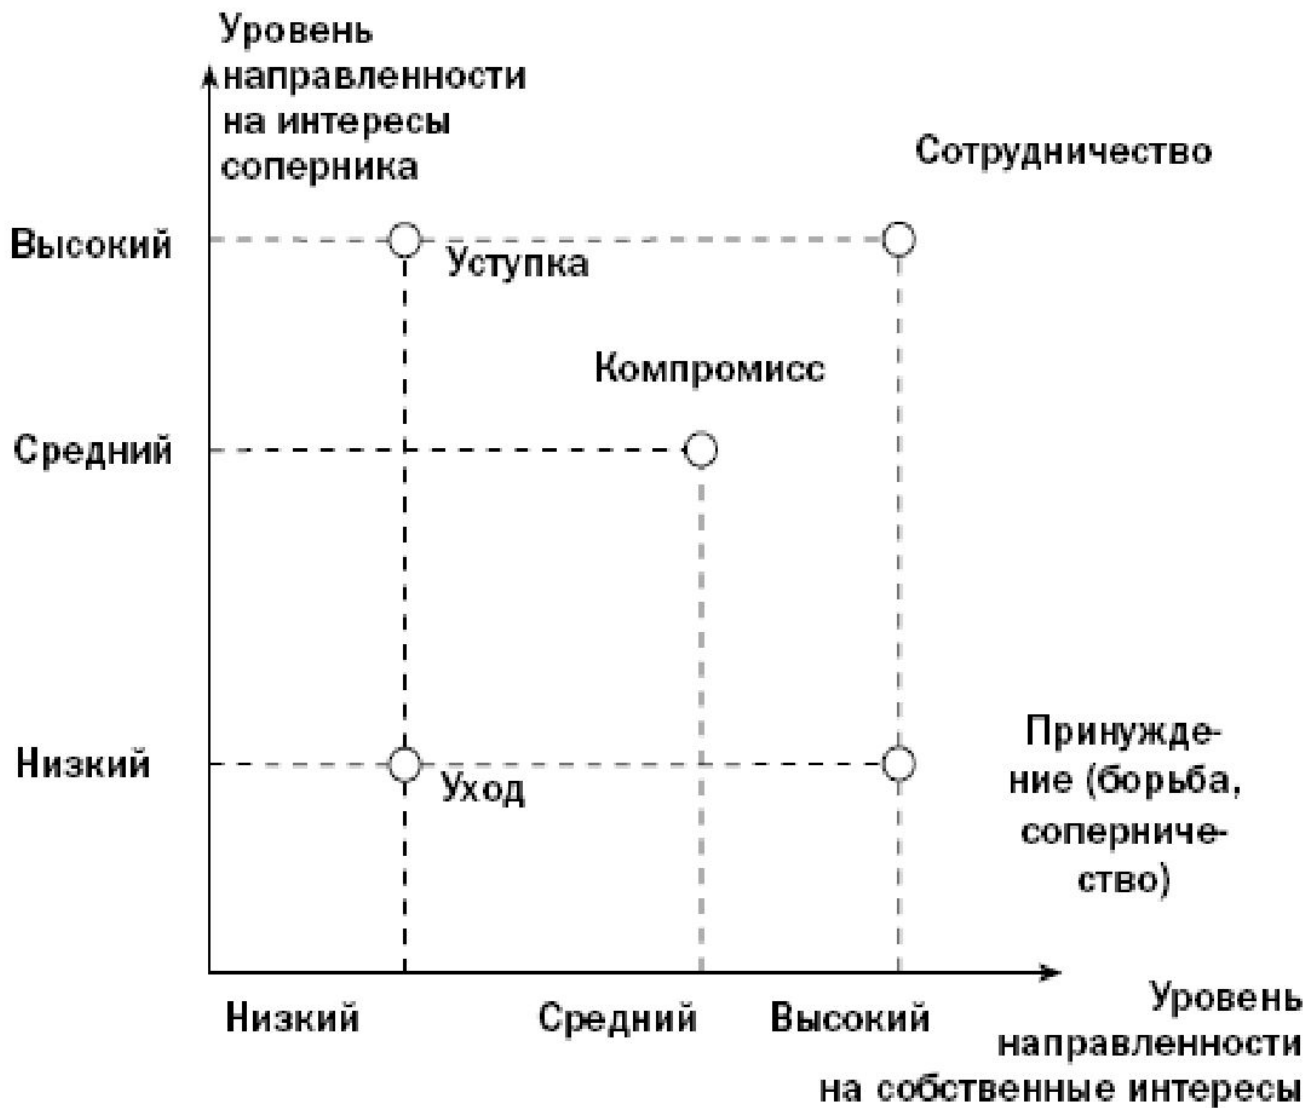 Уровень
направленности
на интересы
соперника
Сотрудничество
Высокий
Уступка
Компромисс
Средний
Принужде-
ние (борьба,
соперниче-
ство)
Низкий
Уход
Низкий
Средний
Высокий
Уровень
направленности
на собственные интересы